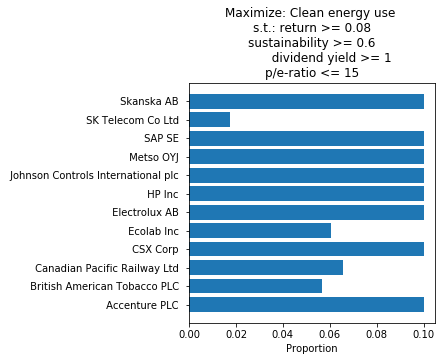 Maximize: Clean energy use
s.t.: return >= 0.08
sustainability >= 0.6
dividend yield >= 1
p/e-ratio <= 15
Skanska AB
SK Telecom Co Ltd
SAP SE
Metso OYJ
Johnson Controls International plc
HP Inc
Electrolux AB
Ecolab Inc
CSX Corp
Canadian Pacific Railway Ltd
British American Tobacco PLC
Accenture PLC
0.00 0.02 0.04 0.06 0.08 0.10
Proportion